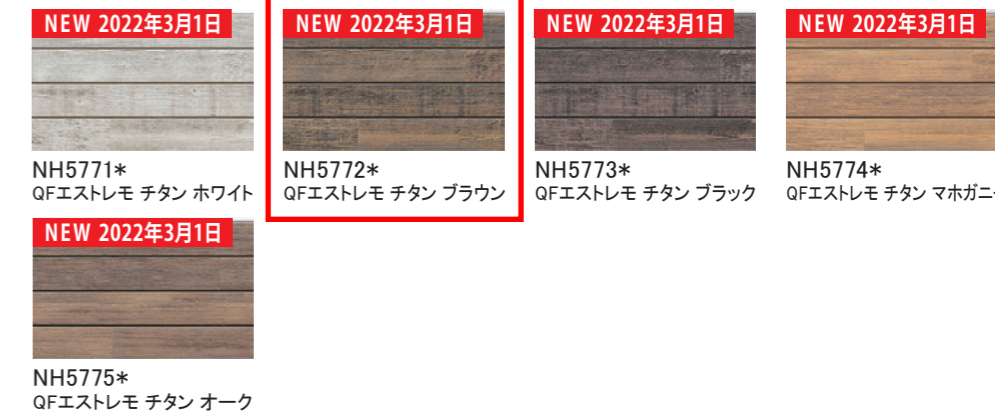 NEW 2022年3月1日
NH5771*
QFエストレモ チタン ホワイト
NEW 2022年3月1日
NH5772*
QFエストレモ チタン ブラウン
NEW 2022年3月1日
NH5773*
QFエストレモ チタン ブラック
NEW 2022年3月1日
NH5774*
QFエストレモ チタン マホガニー
NEW 2022年3月1日
NH5775*
QFエストレモ チタン オーク